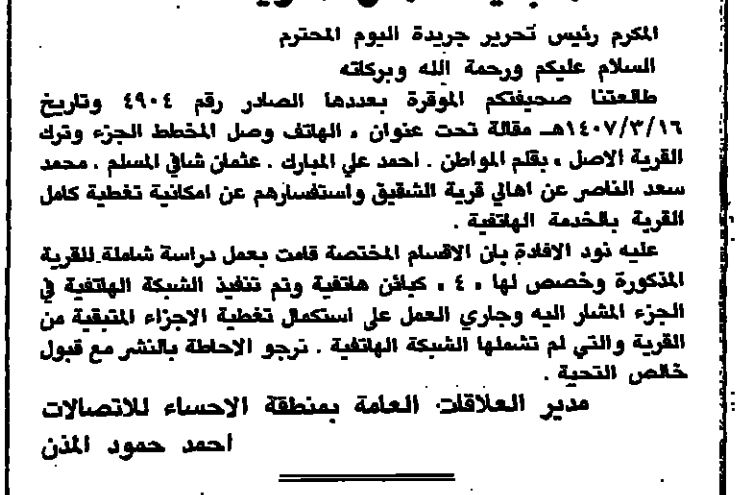 المكرم رئيس تحرير جريدة اليوم المحترم
السلام عليكم ورحمة الله وبركاته
طالعتنا صحيفتكم الموقرة بعددها الصادر رقم ٤٩٠٤ وتاريخ
١٤٠٧/٣/١٦هـ مقالة تحت عنوان « الهاتف وصل المخطط الجزء وترك
القرية الاصل » بقلم المواطن . احمد علي المبارك . عثمان شافي المسلم . محمد
سعد الناصر عن اهالي قرية الشقيق واستفسارهم عن امكانية تغطية كامل
القرية بالخدمة الهاتفية .
عليه نود الافادة بان الاقسام المختصة قامت بعمل دراسة شاملة للقرية
المذكورة وخصص لها « ٤ » كبائن هاتفية وتم تنفيذ الشبكة الهاتفية في
الجزء المشار اليه وجاري العمل على استكمال تغطية الاجزاء المتبقية من
القرية والتي لم تشملها الشبكة الهاتفية . نرجو الاحاطة بالنشر مع قبول
خالص التحية .
مدير العلاقات العامة بمنطقة الاحساء للاتصالات
احمد حمود المذن